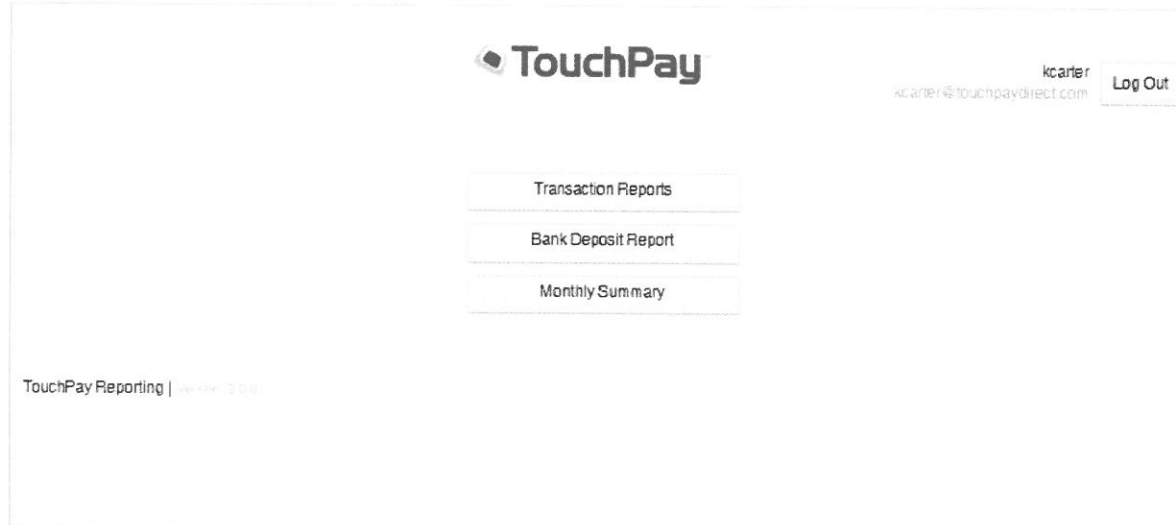 TouchPay
kcarter
kcarter@touchpaydirect.com
Log Out
Transaction Reports
Bank Deposit Report
Monthly Summary
TouchPay Reporting |